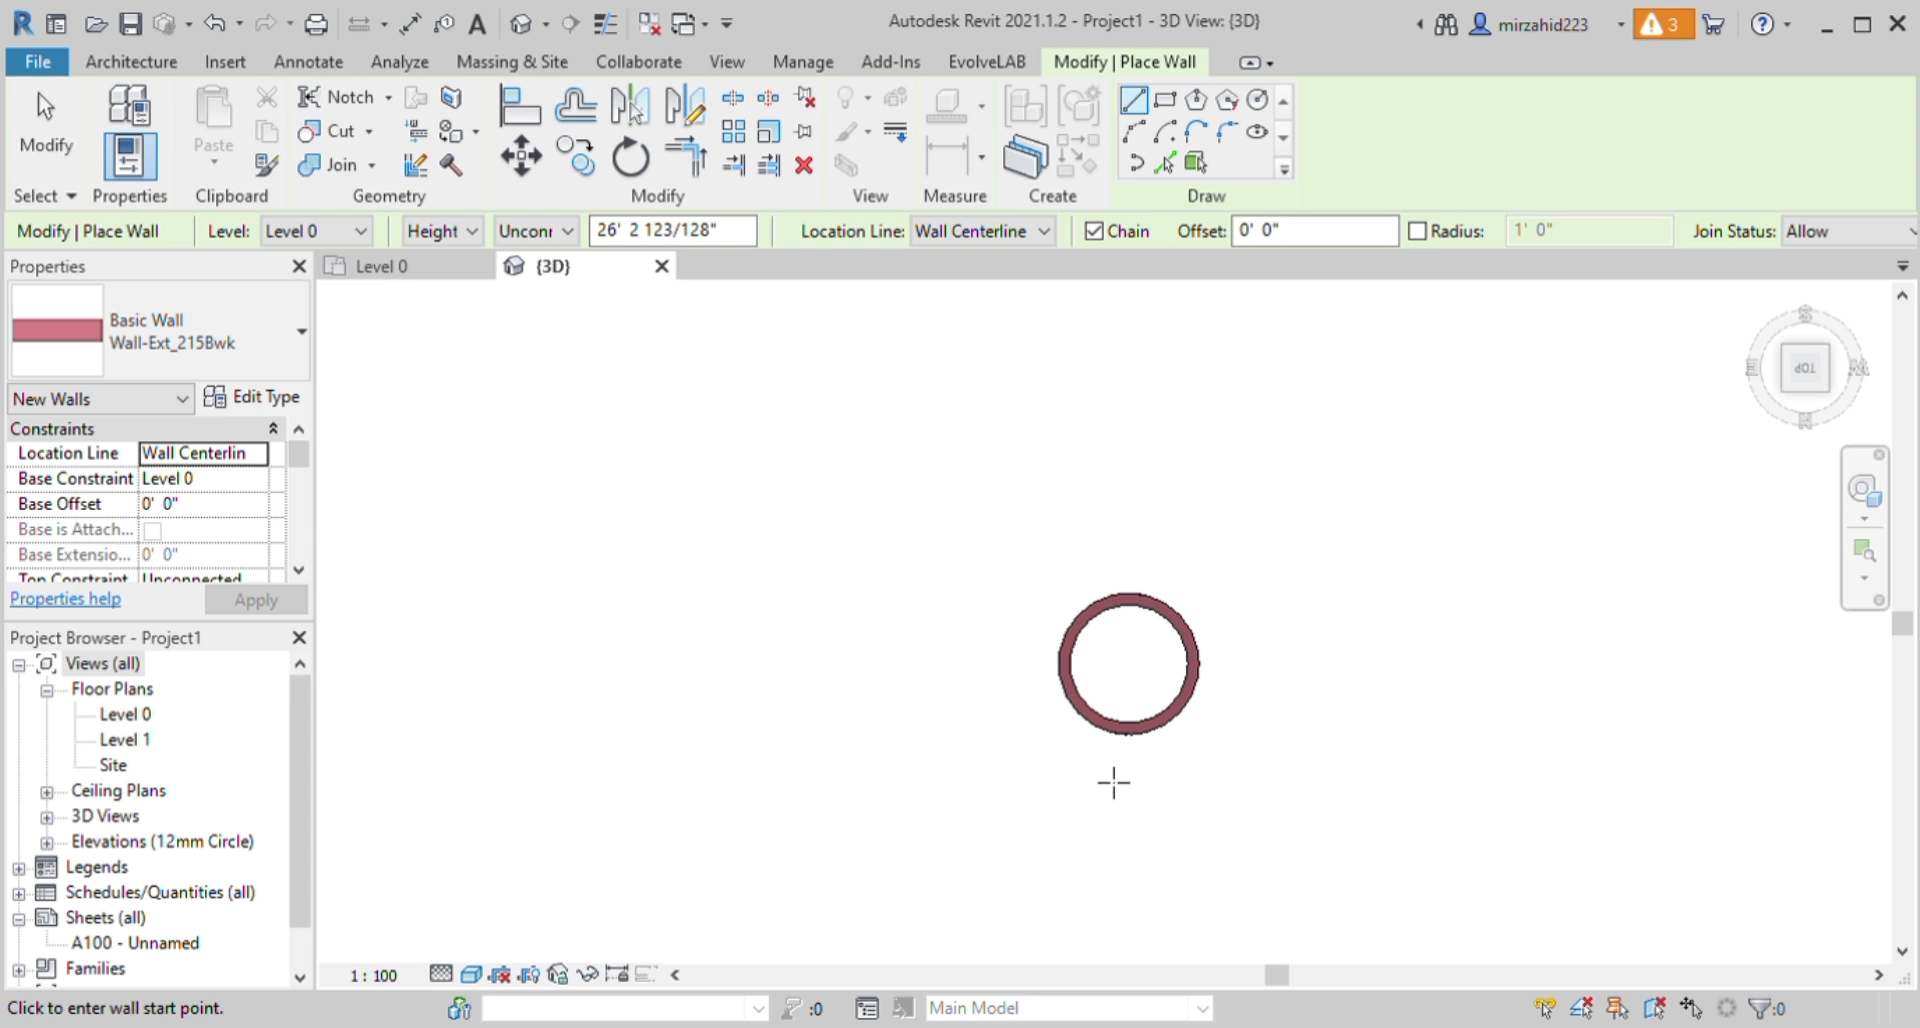 Autodesk Revit 2021.1.2 - Project1 - 3D View: {3D}
mirzahid223
3
File Architecture Insert Annotate Analyze Massing & Site Collaborate View Manage Add-Ins EvolveLAB Modify | Place Wall
Modify
Paste
Notch
Cut
Join
Select Properties Clipboard Geometry Modify View Measure Create Draw
Modify | Place Wall Level: Level 0 Height Unconr 26' 2 123/128" Location Line: Wall Centerline Chain Offset: 0' 0" Radius: 1' 0" Join Status: Allow
Properties
Level 0 {3D}
Basic Wall
Wall-Ext_215Bwk
New Walls Edit Type
Constraints
Location Line Wall Centerlin
Base Constraint Level 0
Base Offset 0' 0"
Base is Attach...
Base Extensio... 0' 0"
Top Constraint Unconnected
Properties help Apply
TOP
S
E
N
Project Browser - Project1
Views (all)
Floor Plans
Level 0
Level 1
Site
Ceiling Plans
3D Views
Elevations (12mm Circle)
Legends
Schedules/Quantities (all)
Sheets (all)
A100 - Unnamed
Families
1 : 100
Click to enter wall start point.
:0
Main Model
:0